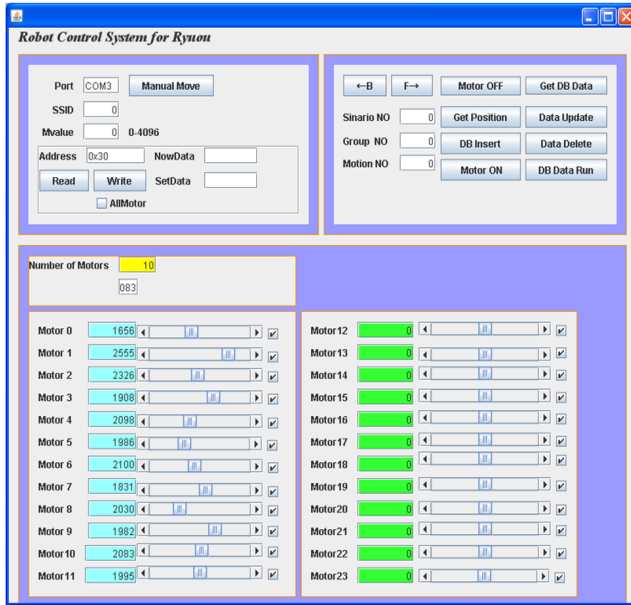 Robot Control System for Ryuou
Port COM3 Manual Move
SSID 0
Mvalue 0 0-4096
Address 0x30 NowData
Read Write SetData
AllMotor
←B F→ Motor OFF Get DB Data
Sinario NO 0 Get Position Data Update
Group NO 0 DB Insert Data Delete
Motion NO 0 Motor ON DB Data Run
Number of Motors 10
083
Motor 0 1656
Motor 1 2555
Motor 2 2326
Motor 3 1908
Motor 4 2098
Motor 5 1986
Motor 6 2100
Motor 7 1831
Motor 8 2030
Motor 9 1982
Motor10 2083
Motor11 1995
Motor12 0
Motor13 0
Motor14 0
Motor15 0
Motor16 0
Motor17 0
Motor18 0
Motor19 0
Motor20 0
Motor21 0
Motor22 0
Motor23 0